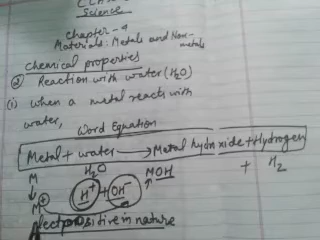 Science
Chapter - 4
Materials: Metals and Non-
metals
Chemical properties
② Reaction with water (H₂O)
(i) when a metal reacts with
water,
Word Equation
Metal + water ⟶ Metal hydroxide + Hydrogen
M H₂O MOH + H₂
M⁺ H⁺ + OH⁻
Electropositive in nature